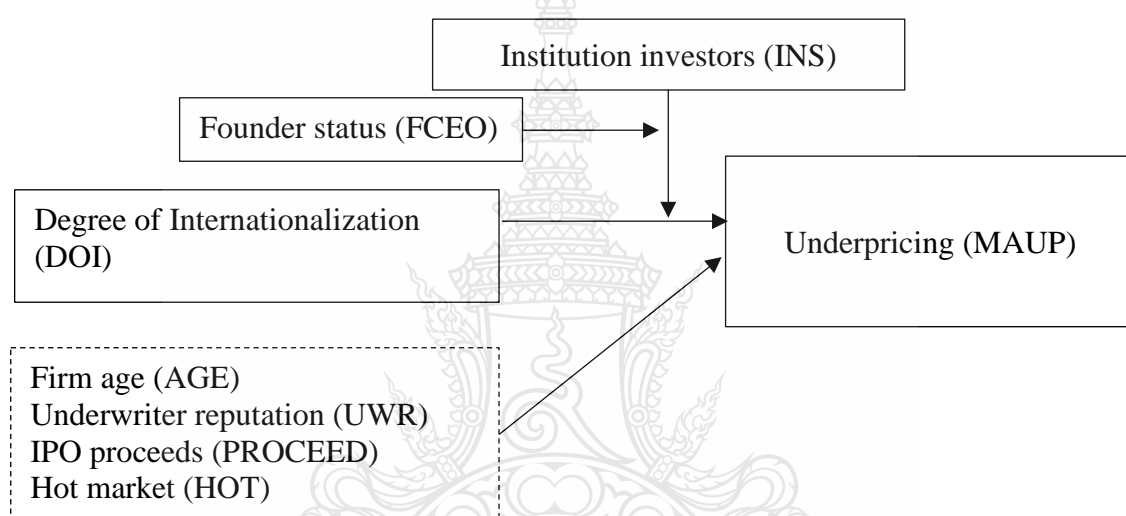 Institution investors (INS)
Founder status (FCEO)
Degree of Internationalization
(DOI)
Underpricing (MAUP)
Firm age (AGE)
Underwriter reputation (UWR)
IPO proceeds (PROCEED)
Hot market (HOT)